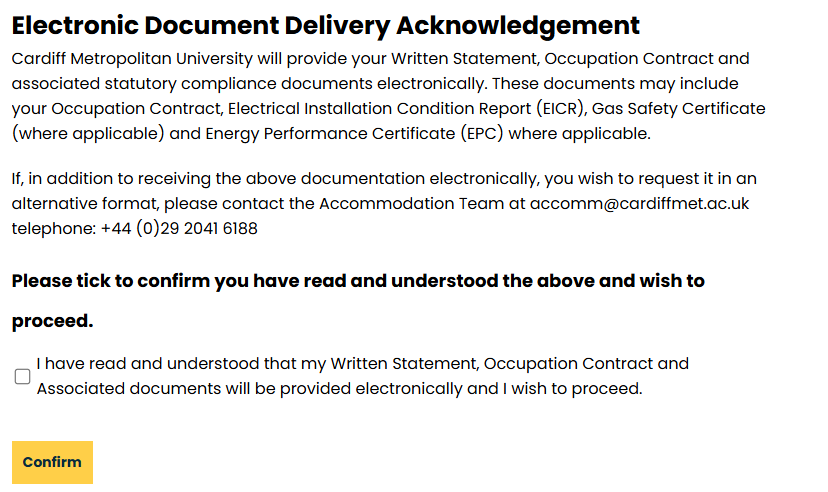 Electronic Document Delivery Acknowledgement
Cardiff Metropolitan University will provide your Written Statement, Occupation Contract and
associated statutory compliance documents electronically. These documents may include
your Occupation Contract, Electrical Installation Condition Report (EICR), Gas Safety Certificate
(where applicable) and Energy Performance Certificate (EPC) where applicable.
If, in addition to receiving the above documentation electronically, you wish to request it in an
alternative format, please contact the Accommodation Team at accomm@cardiffmet.ac.uk
telephone: +44 (0)29 2041 6188
Please tick to confirm you have read and understood the above and wish to
proceed.
I have read and understood that my Written Statement, Occupation Contract and
Associated documents will be provided electronically and I wish to proceed.
Confirm